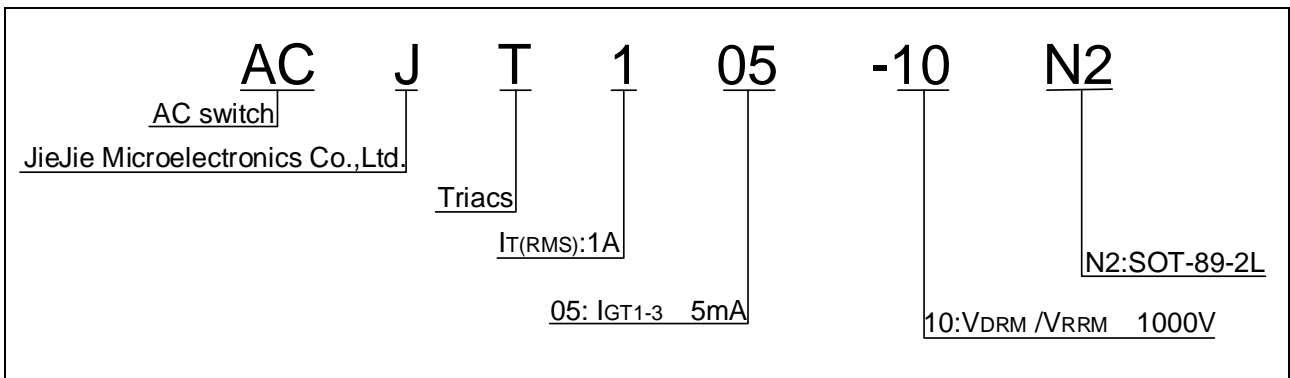 AC J T 1 05 -10 N2
AC switch
JieJie Microelectronics Co.,Ltd.
Triacs
IT(RMS):1A
N2:SOT-89-2L
05: IGT1-3 5mA
10:VDRM /VRRM 1000V